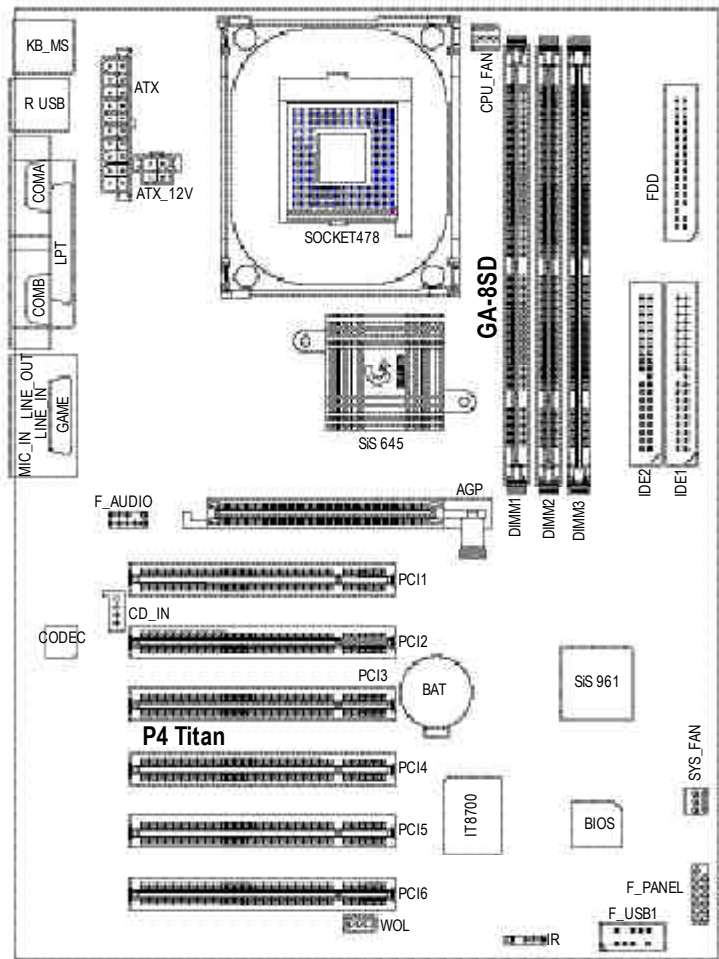 KB_MS
CPU_FAN
R USB
ATX
COMA
ATX_12V
FDD
LPT
SOCKET478
COMB
GA-8SD
LINE_OUT
MIC_IN
LINE_IN
GAME
SiS 645
IDE2
IDE1
AGP
F_AUDIO
DIMM1
DIMM2
DIMM3
PCI1
CD_IN
CODEC
PCI2
PCI3
BAT
SiS 961
P4 Titan
PCI4
SYS_FAN
IT8700
PCI5
BIOS
PCI6
F_PANEL
F_USB1
WOL
IR